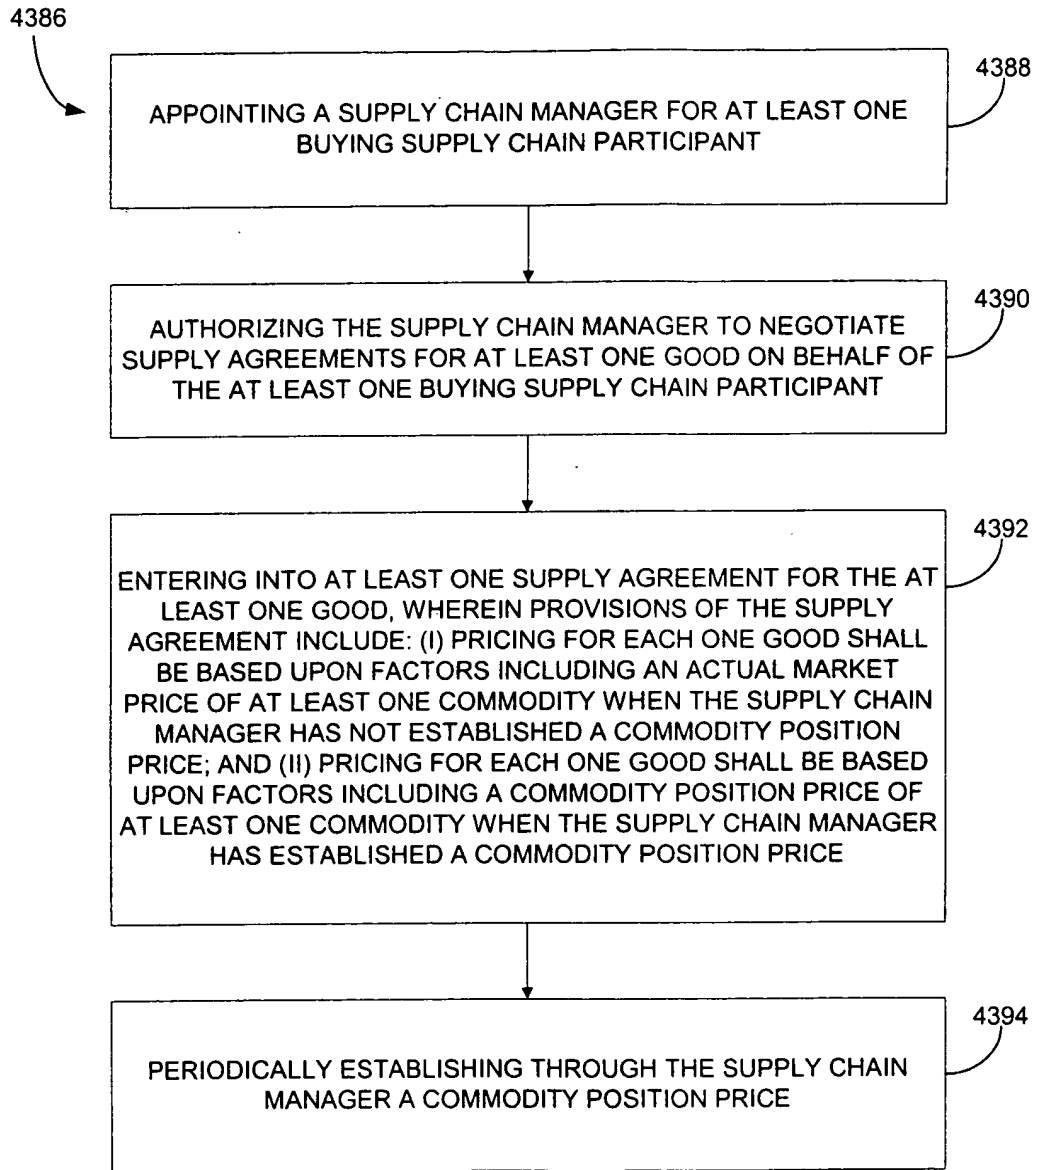 4386
4388
APPOINTING A SUPPLY CHAIN MANAGER FOR AT LEAST ONE
BUYING SUPPLY CHAIN PARTICIPANT
4390
AUTHORIZING THE SUPPLY CHAIN MANAGER TO NEGOTIATE
SUPPLY AGREEMENTS FOR AT LEAST ONE GOOD ON BEHALF OF
THE AT LEAST ONE BUYING SUPPLY CHAIN PARTICIPANT
4392
ENTERING INTO AT LEAST ONE SUPPLY AGREEMENT FOR THE AT
LEAST ONE GOOD, WHEREIN PROVISIONS OF THE SUPPLY
AGREEMENT INCLUDE: (I) PRICING FOR EACH ONE GOOD SHALL
BE BASED UPON FACTORS INCLUDING AN ACTUAL MARKET
PRICE OF AT LEAST ONE COMMODITY WHEN THE SUPPLY CHAIN
MANAGER HAS NOT ESTABLISHED A COMMODITY POSITION
PRICE; AND (II) PRICING FOR EACH ONE GOOD SHALL BE BASED
UPON FACTORS INCLUDING A COMMODITY POSITION PRICE OF
AT LEAST ONE COMMODITY WHEN THE SUPPLY CHAIN MANAGER
HAS ESTABLISHED A COMMODITY POSITION PRICE
4394
PERIODICALLY ESTABLISHING THROUGH THE SUPPLY CHAIN
MANAGER A COMMODITY POSITION PRICE